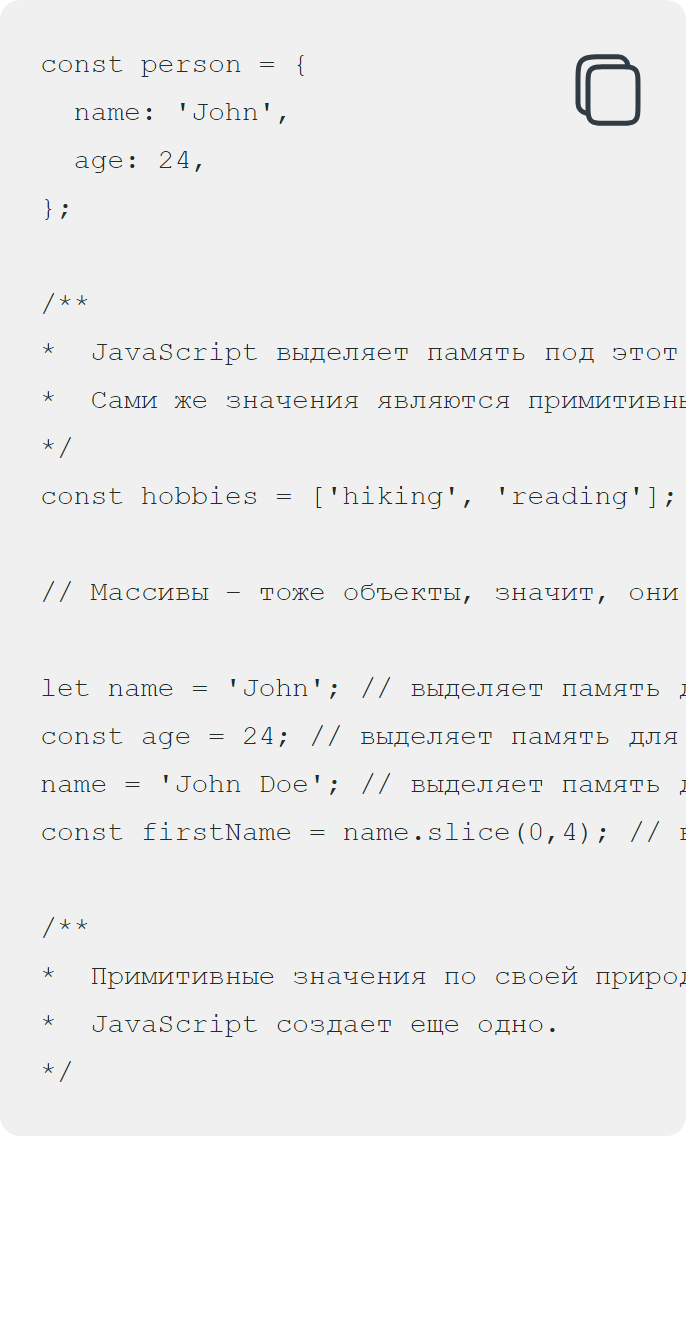 const person = {
  name: 'John',
  age: 24,
};

/**
*  JavaScript выделяет память под этот
*  Сами же значения являются
*/
const hobbies = ['hiking', 'reading'];

// Массивы – тоже объекты, значит, они

let name = 'John'; // выделяет память
const age = 24; // выделяет память для
name = 'John Doe'; // выделяет память
const firstName = name.slice(0,4); //

/**
*  Примитивные значения по своей
*  JavaScript создает еще одно.
*/